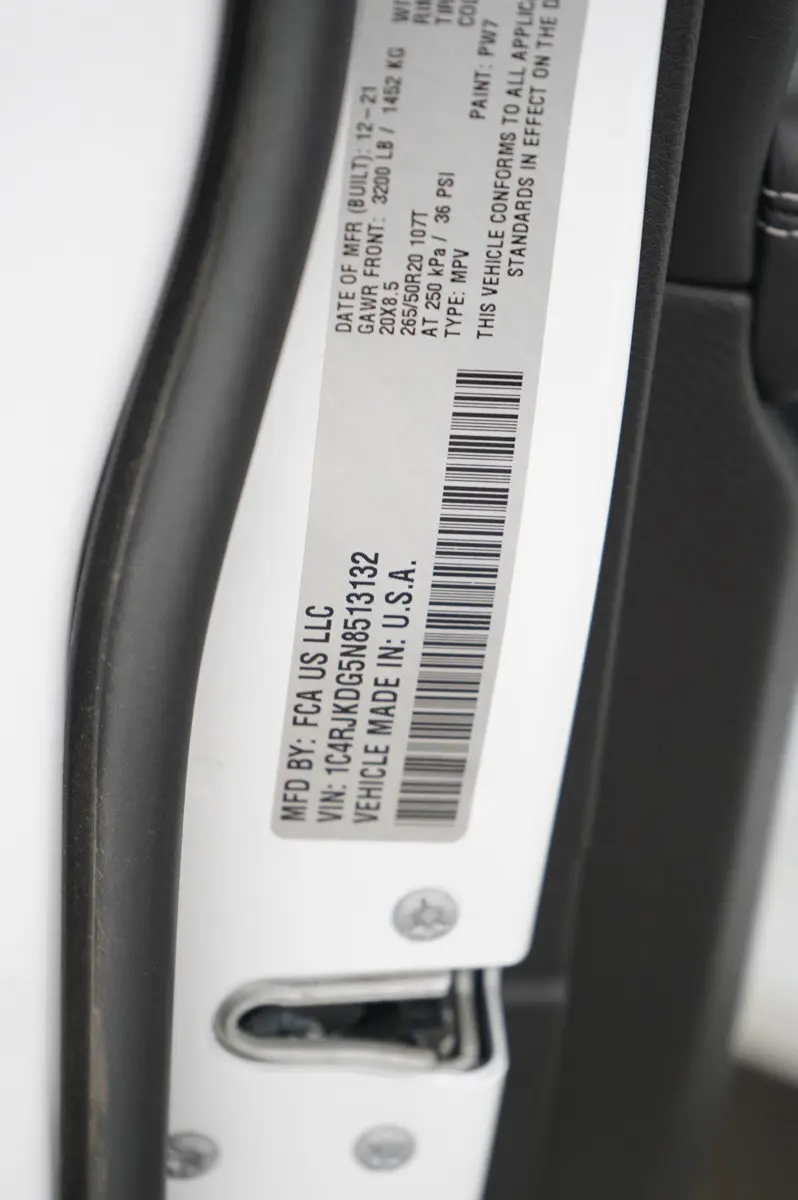 MFD BY: FCA US LLC
VIN: 1C4RJKDG5N8513132
VEHICLE MADE IN: U.S.A.
DATE OF MFR (BUILT): 12-21
GAWR FRONT: 3200 LB / 1452 KG
20X8.5
265/50R20 107T
AT 250 kPa / 36 PSI
TYPE: MPV
PAINT: PW7
THIS VEHICLE CONFORMS TO ALL
STANDARDS IN EFFECT ON THE